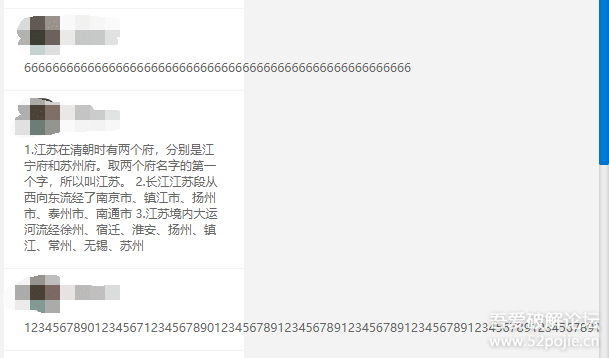 6666666666666666666666666666666666666666666666666666666
1.江苏在清朝时有两个府，分别是江
宁府和苏州府。取两个府名字的第一
个字，所以叫江苏。 2.长江江苏段从
西向东流经了南京市、镇江市、扬州
市、泰州市、南通市 3.江苏境内大运
河流经徐州、宿迁、淮安、扬州、镇
江、常州、无锡、苏州
1234567890123456712345678901234567890123456789012345678901234567890123456789012345
吾爱破解论坛
www.52pojie.cn